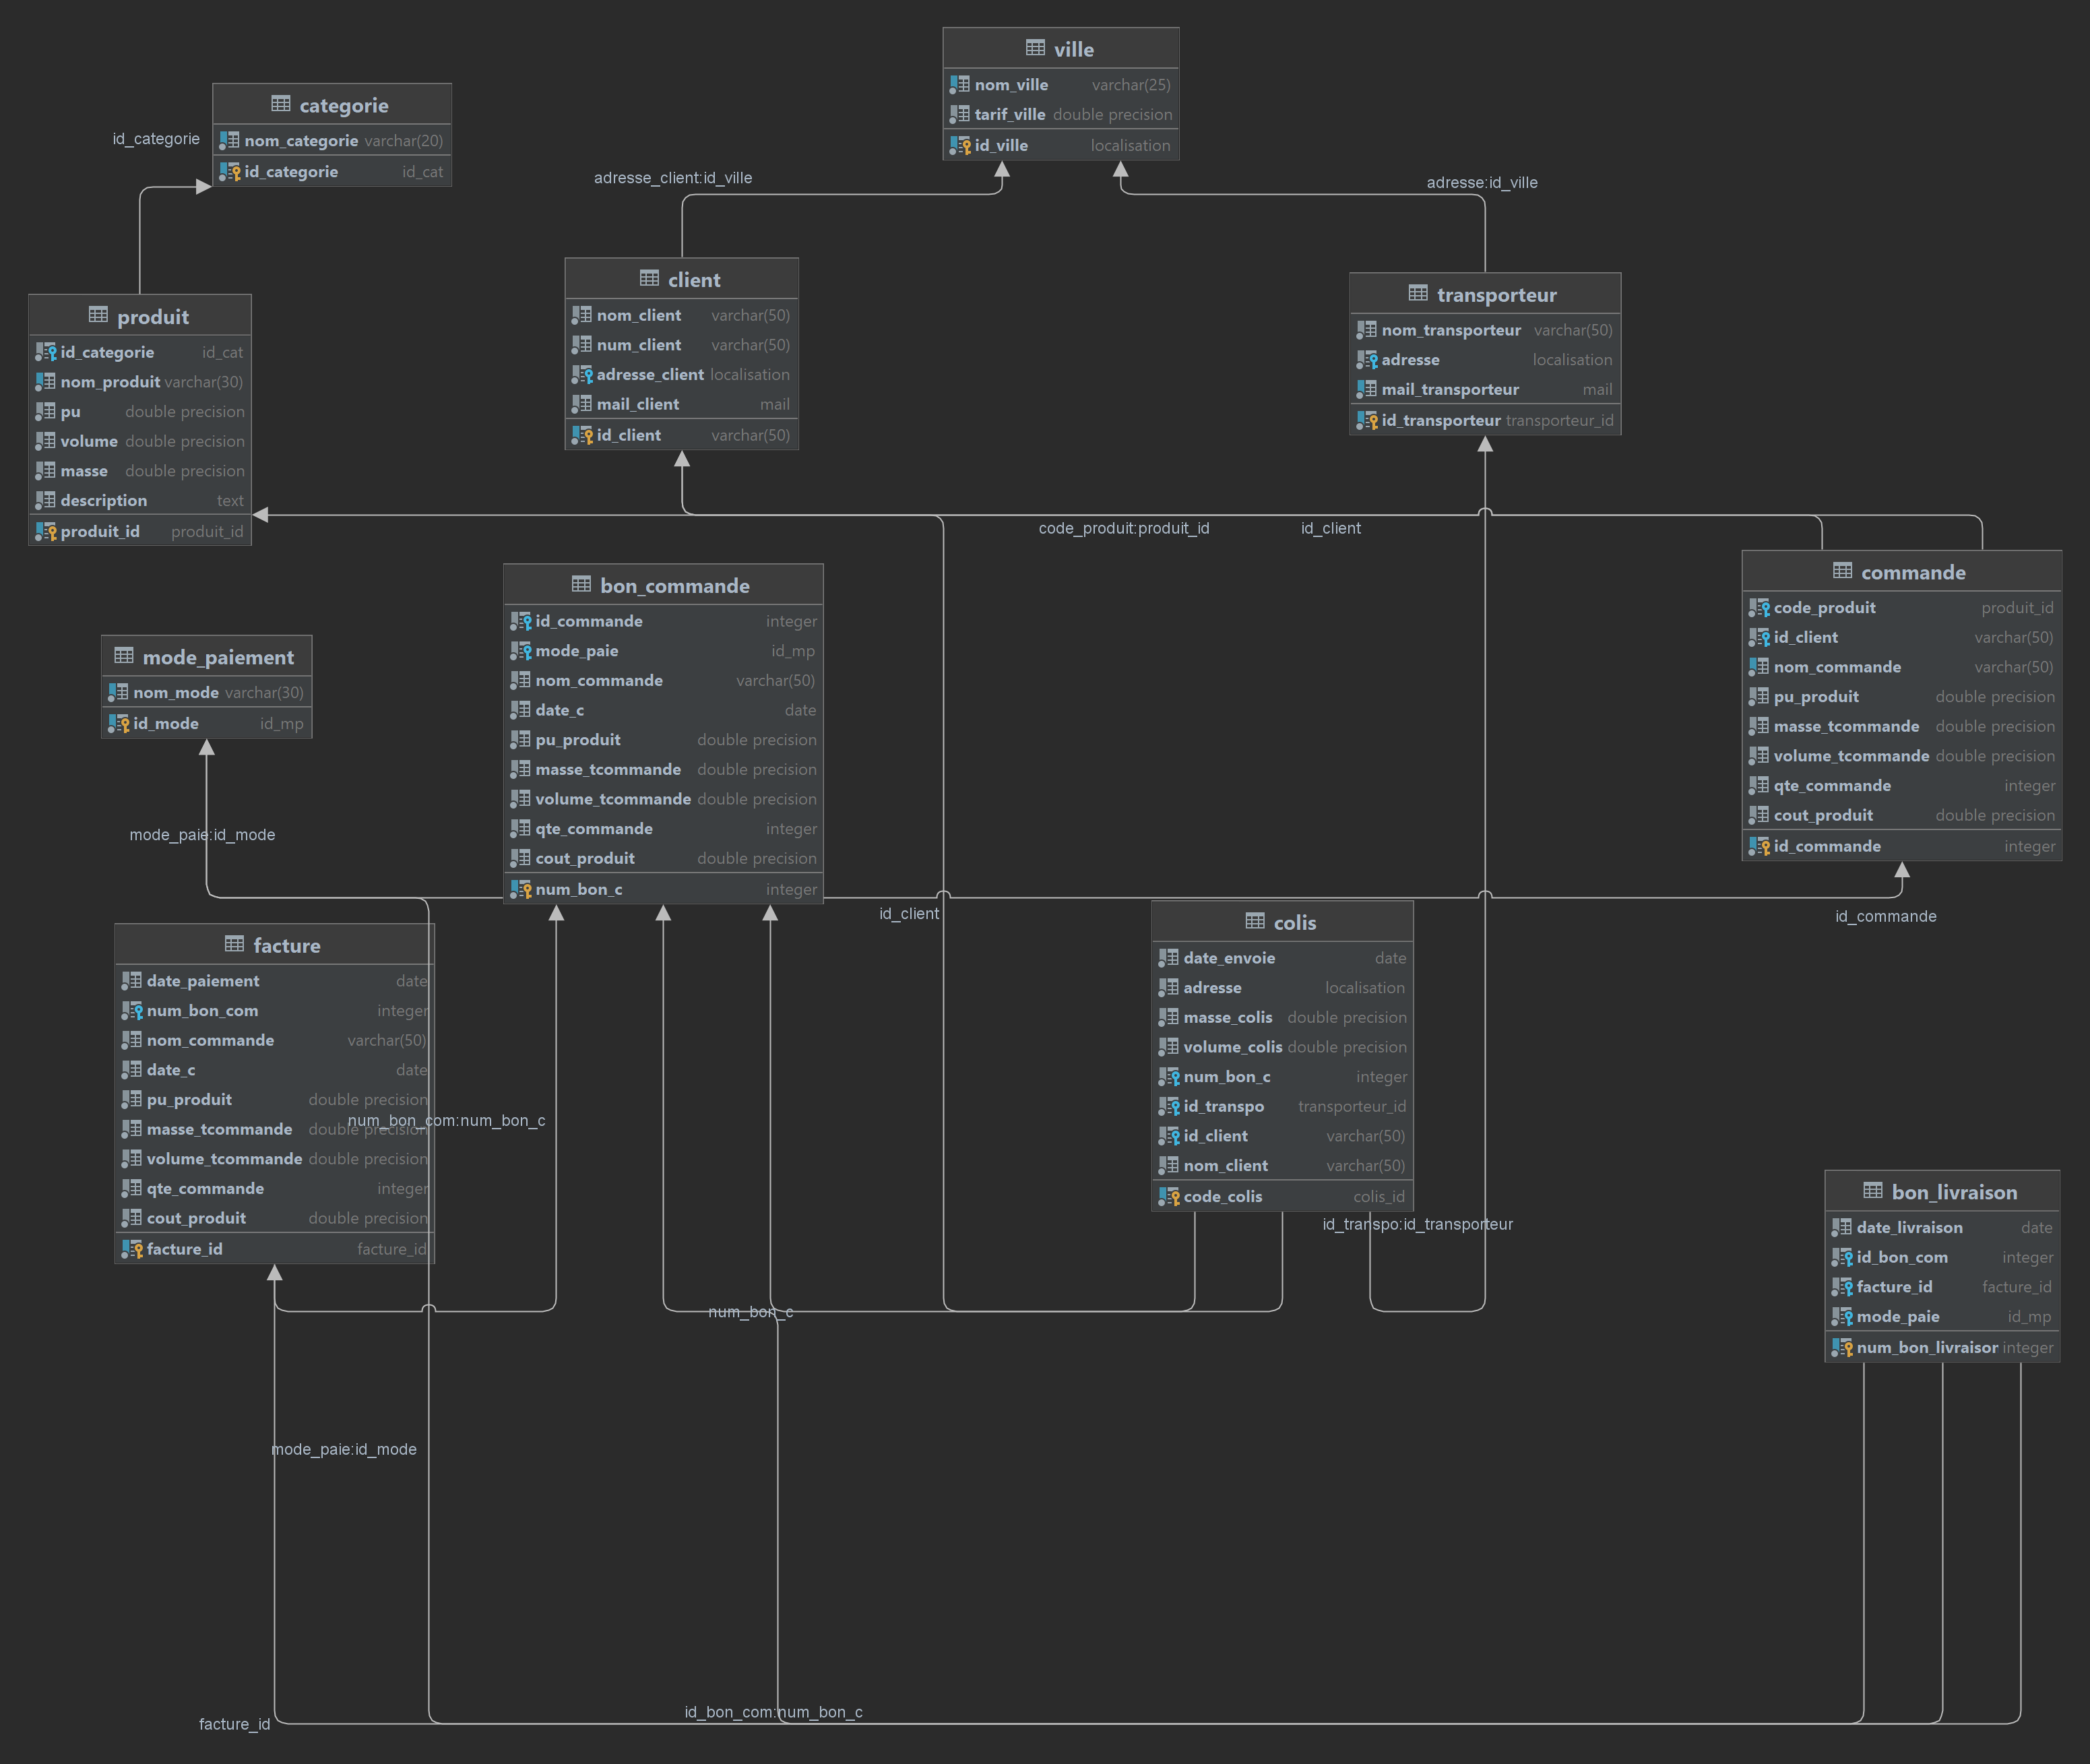 ville
nom_ville varchar(25)
tarif_ville double precision
id_ville localisation
categorie
nom_categorie varchar(20)
id_categorie id_cat
id_categorie
adresse_client:id_ville
adresse:id_ville
client
nom_client varchar(50)
num_client varchar(50)
adresse_client localisation
mail_client mail
id_client varchar(50)
transporteur
nom_transporteur varchar(50)
adresse localisation
mail_transporteur mail
id_transporteur transporteur_id
produit
id_categorie id_cat
nom_produit varchar(30)
pu double precision
volume double precision
masse double precision
description text
produit_id produit_id
code_produit:produit_id
id_client
bon_commande
id_commande integer
mode_paie id_mp
nom_commande varchar(50)
date_c date
pu_produit double precision
masse_tcommande double precision
volume_tcommande double precision
qte_commande integer
cout_produit double precision
num_bon_c integer
commande
code_produit produit_id
id_client varchar(50)
nom_commande varchar(50)
pu_produit double precision
masse_tcommande double precision
volume_tcommande double precision
qte_commande integer
cout_produit double precision
id_commande integer
mode_paiement
nom_mode varchar(30)
id_mode id_mp
mode_paie:id_mode
id_client
id_commande
facture
date_paiement date
num_bon_com integer
nom_commande varchar(50)
date_c date
pu_produit double precision
masse_tcommande double precision
volume_tcommande double precision
qte_commande integer
cout_produit double precision
facture_id facture_id
num_bon_com:num_bon_c
colis
date_envoie date
adresse localisation
masse_colis double precision
volume_colis double precision
num_bon_c integer
id_transpo transporteur_id
id_client varchar(50)
nom_client varchar(50)
code_colis colis_id
id_transpo:id_transporteur
bon_livraison
date_livraison date
id_bon_com integer
facture_id facture_id
mode_paie id_mp
num_bon_livraisor integer
num_bon_c
mode_paie:id_mode
id_bon_com:num_bon_c
facture_id